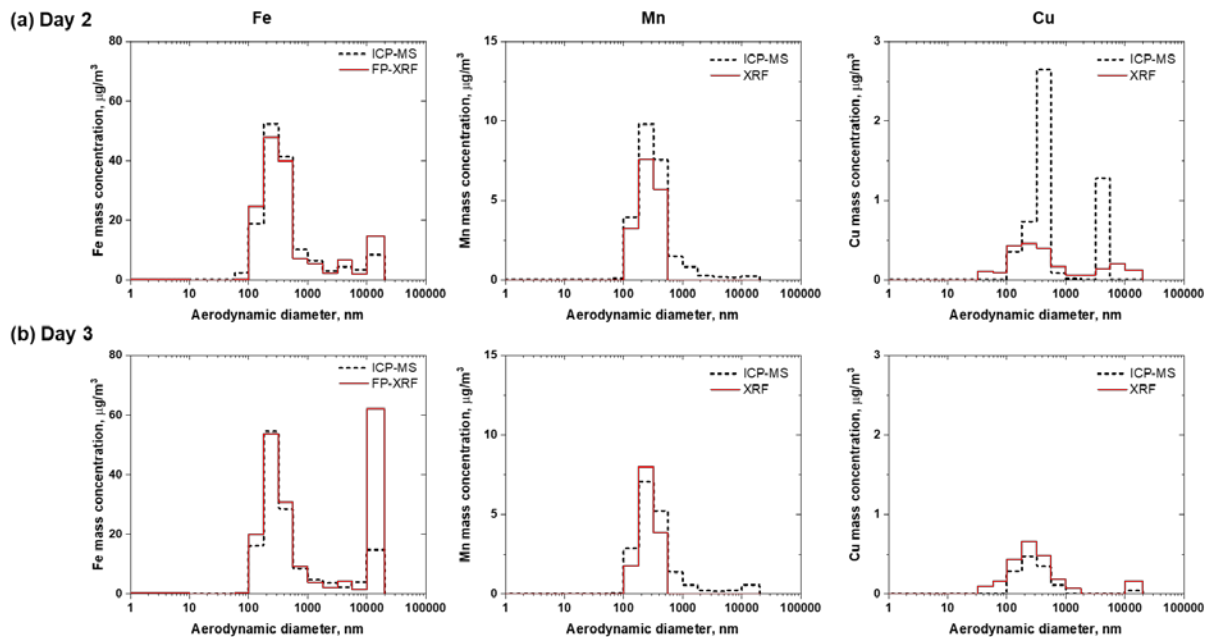 (a) Day 2
Fe
Mn
Cu
80
60
40
20
0
Fe mass concentration, µg/m³
ICP-MS
FP-XRF
1 10 100 1000 10000 100000
Aerodynamic diameter, nm
15
10
5
0
Mn mass concentration, µg/m³
ICP-MS
XRF
1 10 100 1000 10000 100000
Aerodynamic diameter, nm
3
2
1
0
Cu mass concentration, µg/m³
ICP-MS
XRF
1 10 100 1000 10000 100000
Aerodynamic diameter, nm
(b) Day 3
80
60
40
20
0
Fe mass concentration, µg/m³
ICP-MS
FP-XRF
1 10 100 1000 10000 100000
Aerodynamic diameter, nm
15
10
5
0
Mn mass concentration, µg/m³
ICP-MS
XRF
1 10 100 1000 10000 100000
Aerodynamic diameter, nm
3
2
1
0
Cu mass concentration, µg/m³
ICP-MS
XRF
1 10 100 1000 10000 100000
Aerodynamic diameter, nm